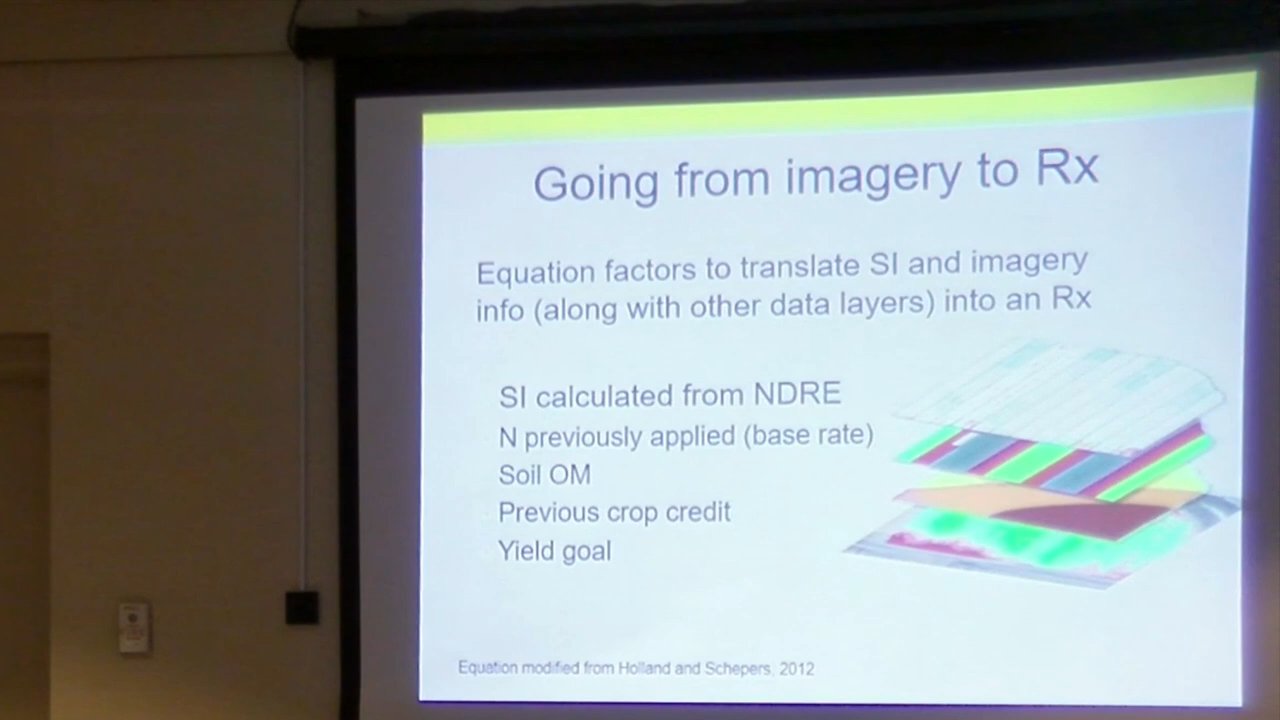 Going from imagery to Rx
Equation factors to translate SI and imagery
info (along with other data layers) into an Rx
SI calculated from NDRE
N previously applied (base rate)
Soil OM
Previous crop credit
Yield goal
Equation modified from Holland and Schepers, 2012